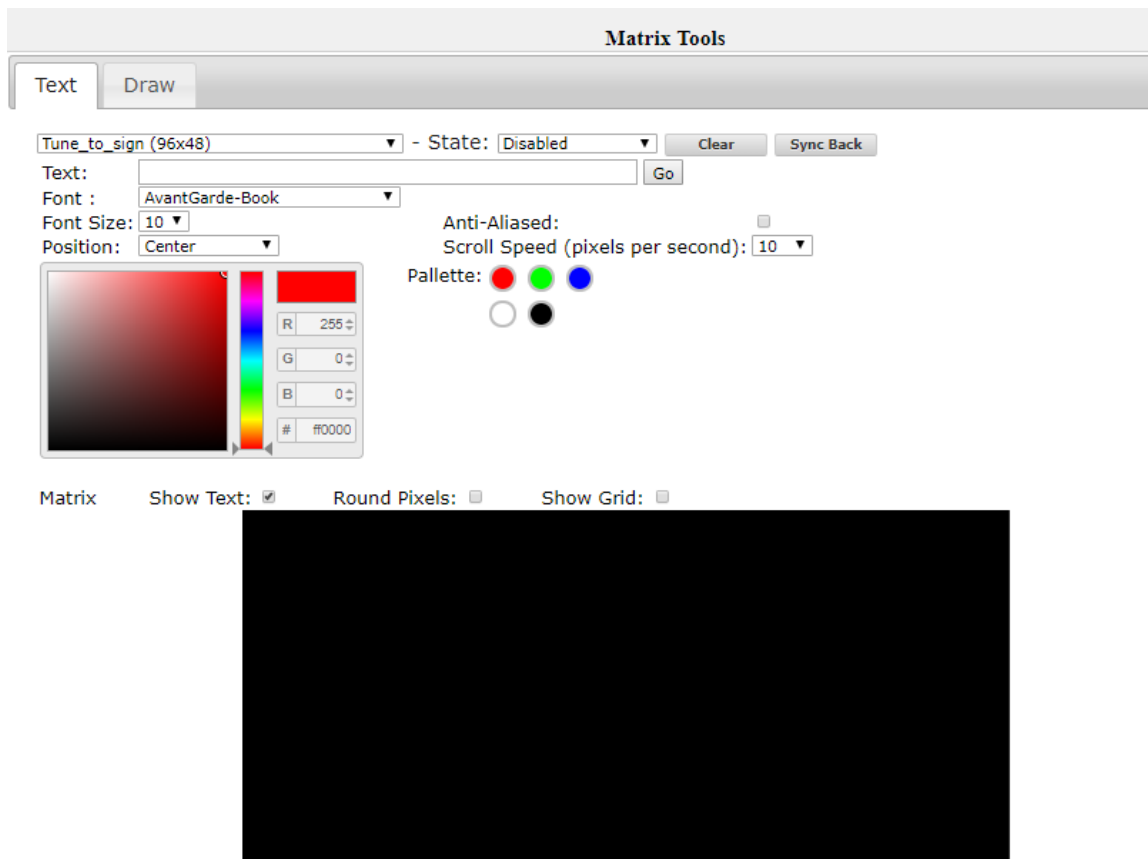 Matrix Tools
Text Draw
Tune_to_sign (96x48) - State: Disabled Clear Sync Back
Text: Go
Font : AvantGarde-Book
Font Size: 10 Anti-Aliased:
Position: Center Scroll Speed (pixels per second): 10
Pallette:
R 255
G 0
B 0
# ff0000
Matrix Show Text: Round Pixels: Show Grid: